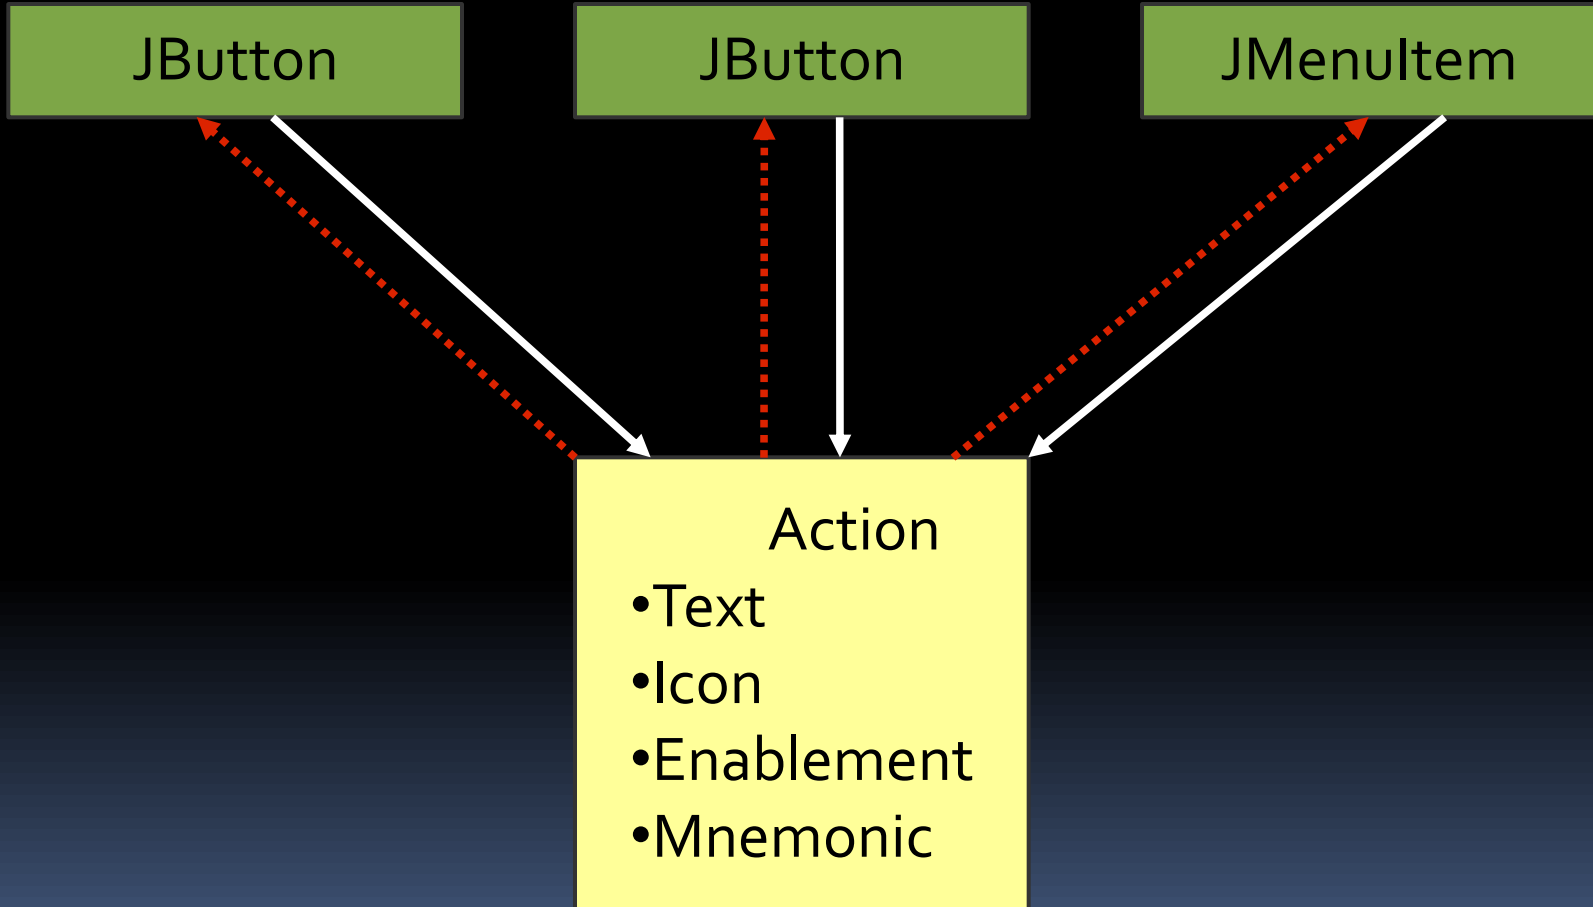 JButton
JButton
JMenuItem
Action
•Text
•Icon
•Enablement
•Mnemonic